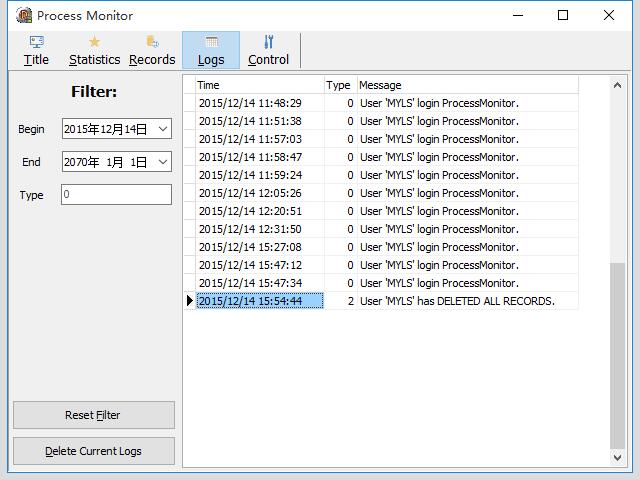 Process Monitor
Title Statistics Records Logs Control
Filter:
Begin 2015年12月14日
End 2070年 1月 1日
Type 0
Reset Filter
Delete Current Logs
Time Type Message
2015/12/14 11:48:29 0 User 'MYLS' login ProcessMonitor.
2015/12/14 11:51:38 0 User 'MYLS' login ProcessMonitor.
2015/12/14 11:57:03 0 User 'MYLS' login ProcessMonitor.
2015/12/14 11:58:47 0 User 'MYLS' login ProcessMonitor.
2015/12/14 11:59:24 0 User 'MYLS' login ProcessMonitor.
2015/12/14 12:05:26 0 User 'MYLS' login ProcessMonitor.
2015/12/14 12:20:51 0 User 'MYLS' login ProcessMonitor.
2015/12/14 12:31:50 0 User 'MYLS' login ProcessMonitor.
2015/12/14 15:27:08 0 User 'MYLS' login ProcessMonitor.
2015/12/14 15:47:12 0 User 'MYLS' login ProcessMonitor.
2015/12/14 15:47:34 0 User 'MYLS' login ProcessMonitor.
2015/12/14 15:54:44 2 User 'MYLS' has DELETED ALL RECORDS.